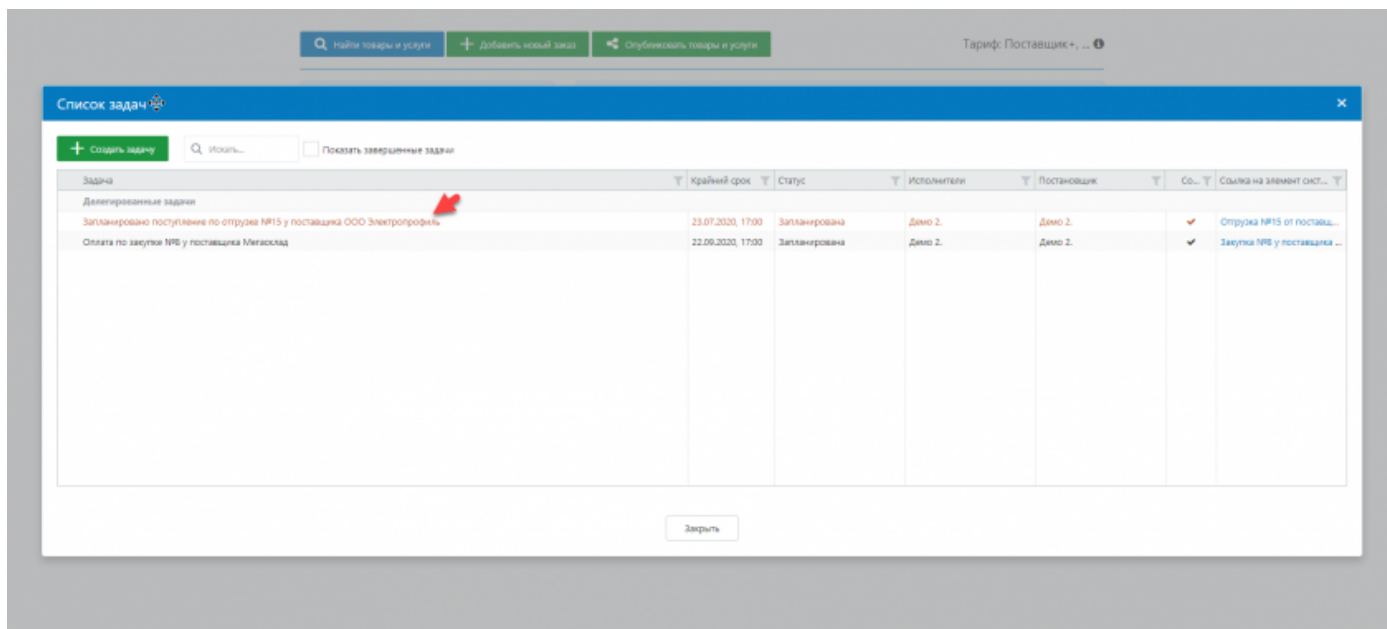 Найти товары и услуги
Добавить новый заказ
Опубликовать товары и услуги
Тариф: Поставщик+, ...
Список задач
Создать задачу
Искать...
Показать завершенные задачи
Задача Крайний срок Статус Исполнители Постановщик Со... Ссылка на элемент сист...
Делегированные задачи
Запланировано поступление по отгрузке №15 у поставщика ООО Электропрофиль 23.07.2020, 17:00 Запланирована Демо 2. Демо 2. Отгрузка №15 от поставщ...
Оплата по закупке №8 у поставщика Мегасклад 22.09.2020, 17:00 Запланирована Демо 2. Демо 2. Закупка №8 у поставщика ...
Закрыть